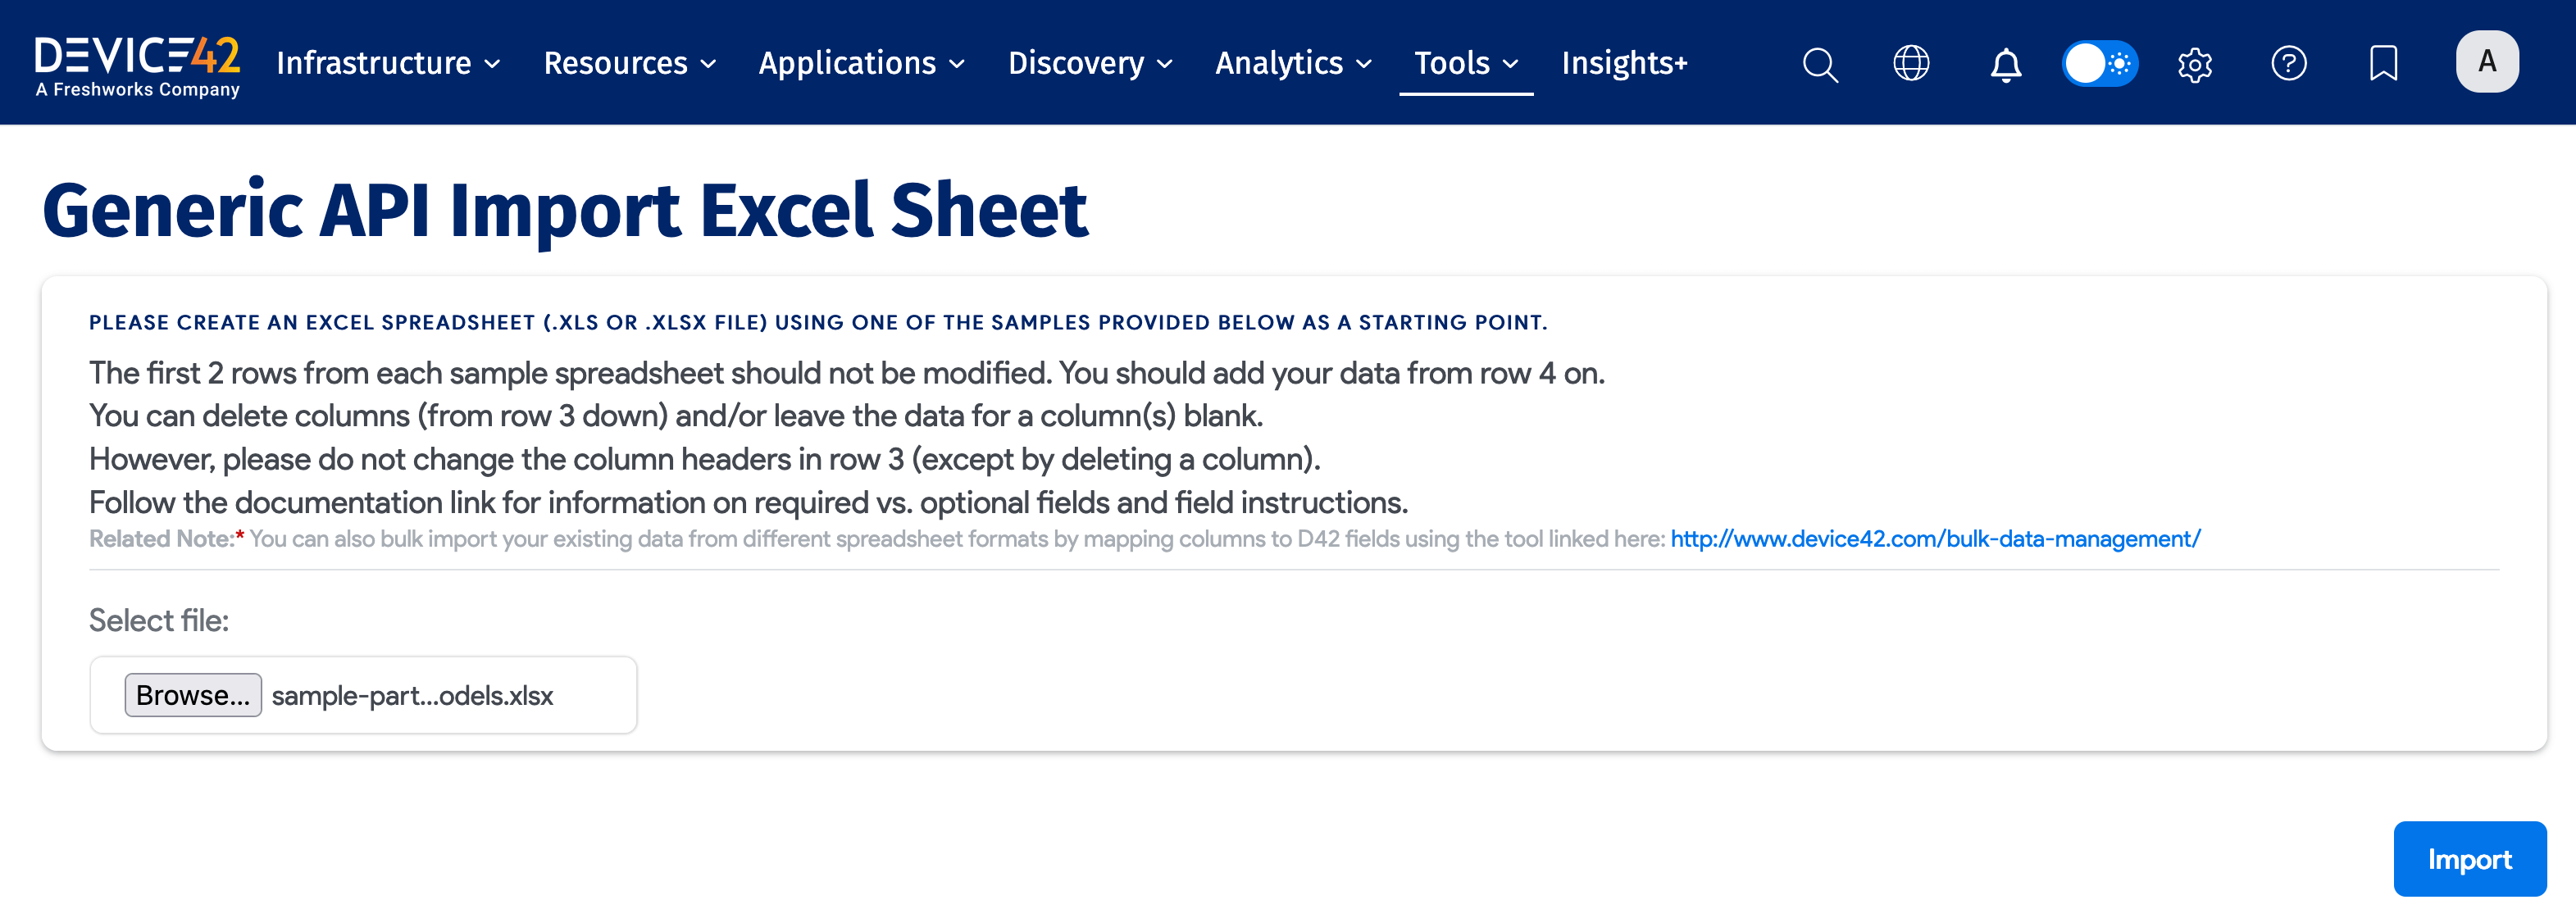 DEVICE42
A Freshworks Company
Infrastructure
Resources
Applications
Discovery
Analytics
Tools
Insights+
A
Generic API Import Excel Sheet
PLEASE CREATE AN EXCEL SPREADSHEET (.XLS OR .XLSX FILE) USING ONE OF THE SAMPLES PROVIDED BELOW AS A STARTING POINT.
The first 2 rows from each sample spreadsheet should not be modified. You should add your data from row 4 on.
You can delete columns (from row 3 down) and/or leave the data for a column(s) blank.
However, please do not change the column headers in row 3 (except by deleting a column).
Follow the documentation link for information on required vs. optional fields and field instructions.
Related Note:* You can also bulk import your existing data from different spreadsheet formats by mapping columns to D42 fields using the tool linked here: http://www.device42.com/bulk-data-management/
Select file:
Browse... sample-part...odels.xlsx
Import